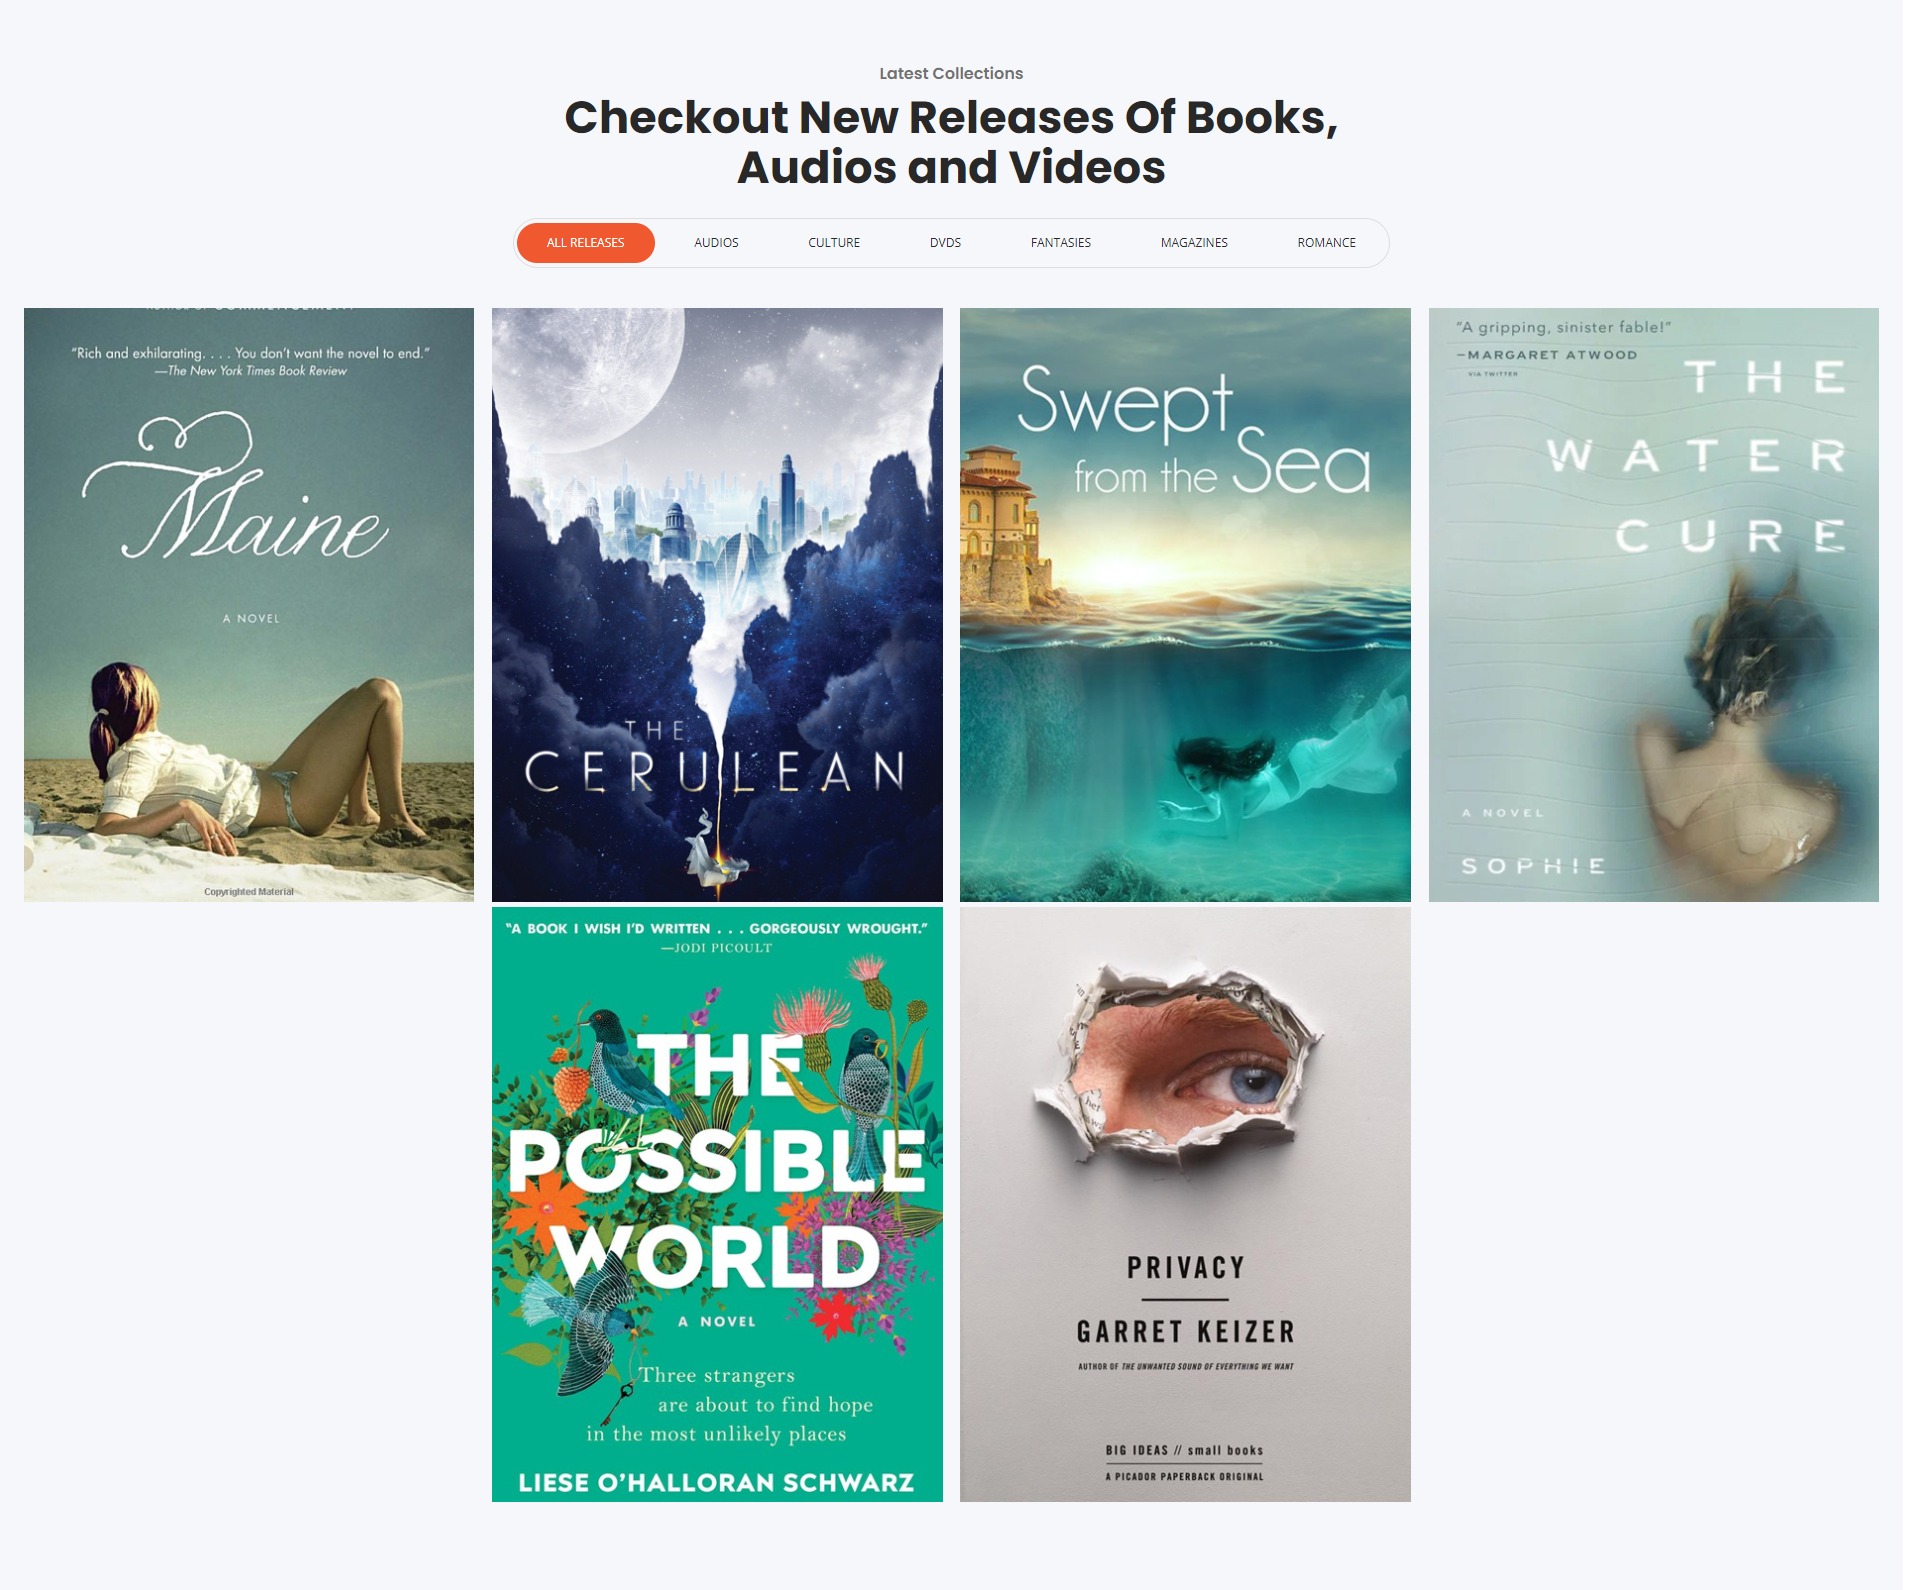 Latest Collections
Checkout New Releases Of Books,
Audios and Videos
ALL RELEASES
AUDIOS
CULTURE
DVDS
FANTASIES
MAGAZINES
ROMANCE
"Rich and exhilarating. . . . You don't want the novel to end."
—The New York Times Book Review
Maine
A NOVEL
Copyrighted Material
THE
CERULEAN
Swept
from the Sea
"A gripping, sinister fable!"
—MARGARET ATWOOD
VIA TWITTER
THE
WATER
CURE
A NOVEL
SOPHIE
"A BOOK I WISH I'D WRITTEN . . . GORGEOUSLY WROUGHT."
—JODI PICOULT
THE
POSSIBLE
WORLD
A NOVEL
Three strangers
are about to find hope
in the most unlikely places
LIESE O'HALLORAN SCHWARZ
her
PRIVACY
GARRET KEIZER
AUTHOR OF THE UNWANTED SOUND OF EVERYTHING WE WANT
BIG IDEAS // small books
A PICADOR PAPERBACK ORIGINAL